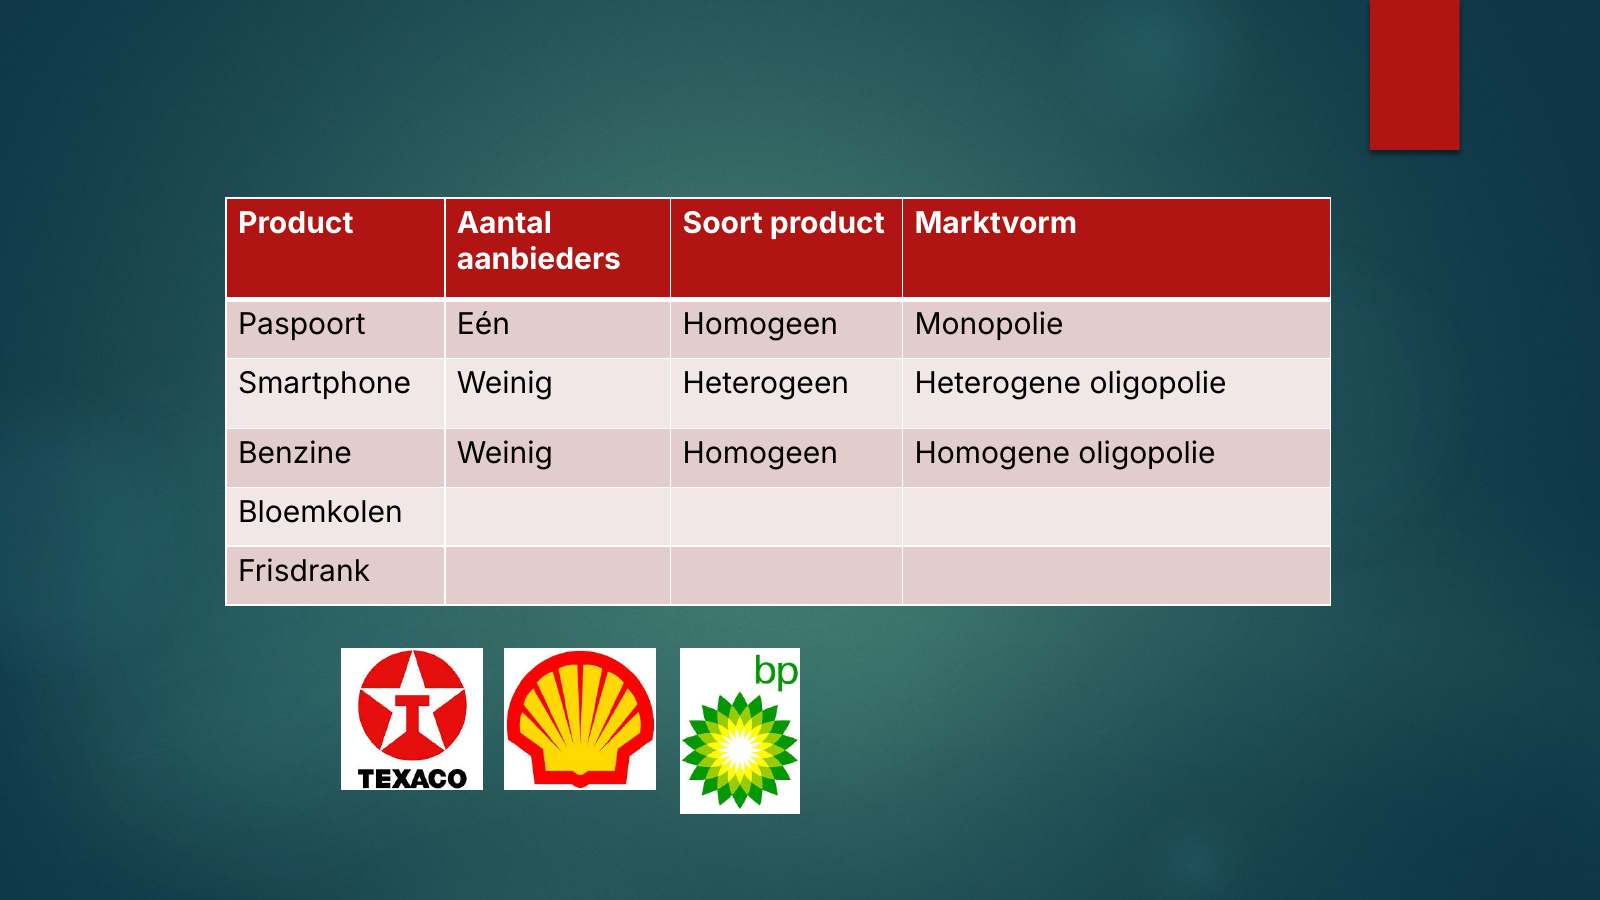 Product Aantal aanbieders Soort product Marktvorm
Paspoort Eén Homogeen Monopolie
Smartphone Weinig Heterogeen Heterogene oligopolie
Benzine Weinig Homogeen Homogene oligopolie
Bloemkolen
Frisdrank
TEXACO
bp